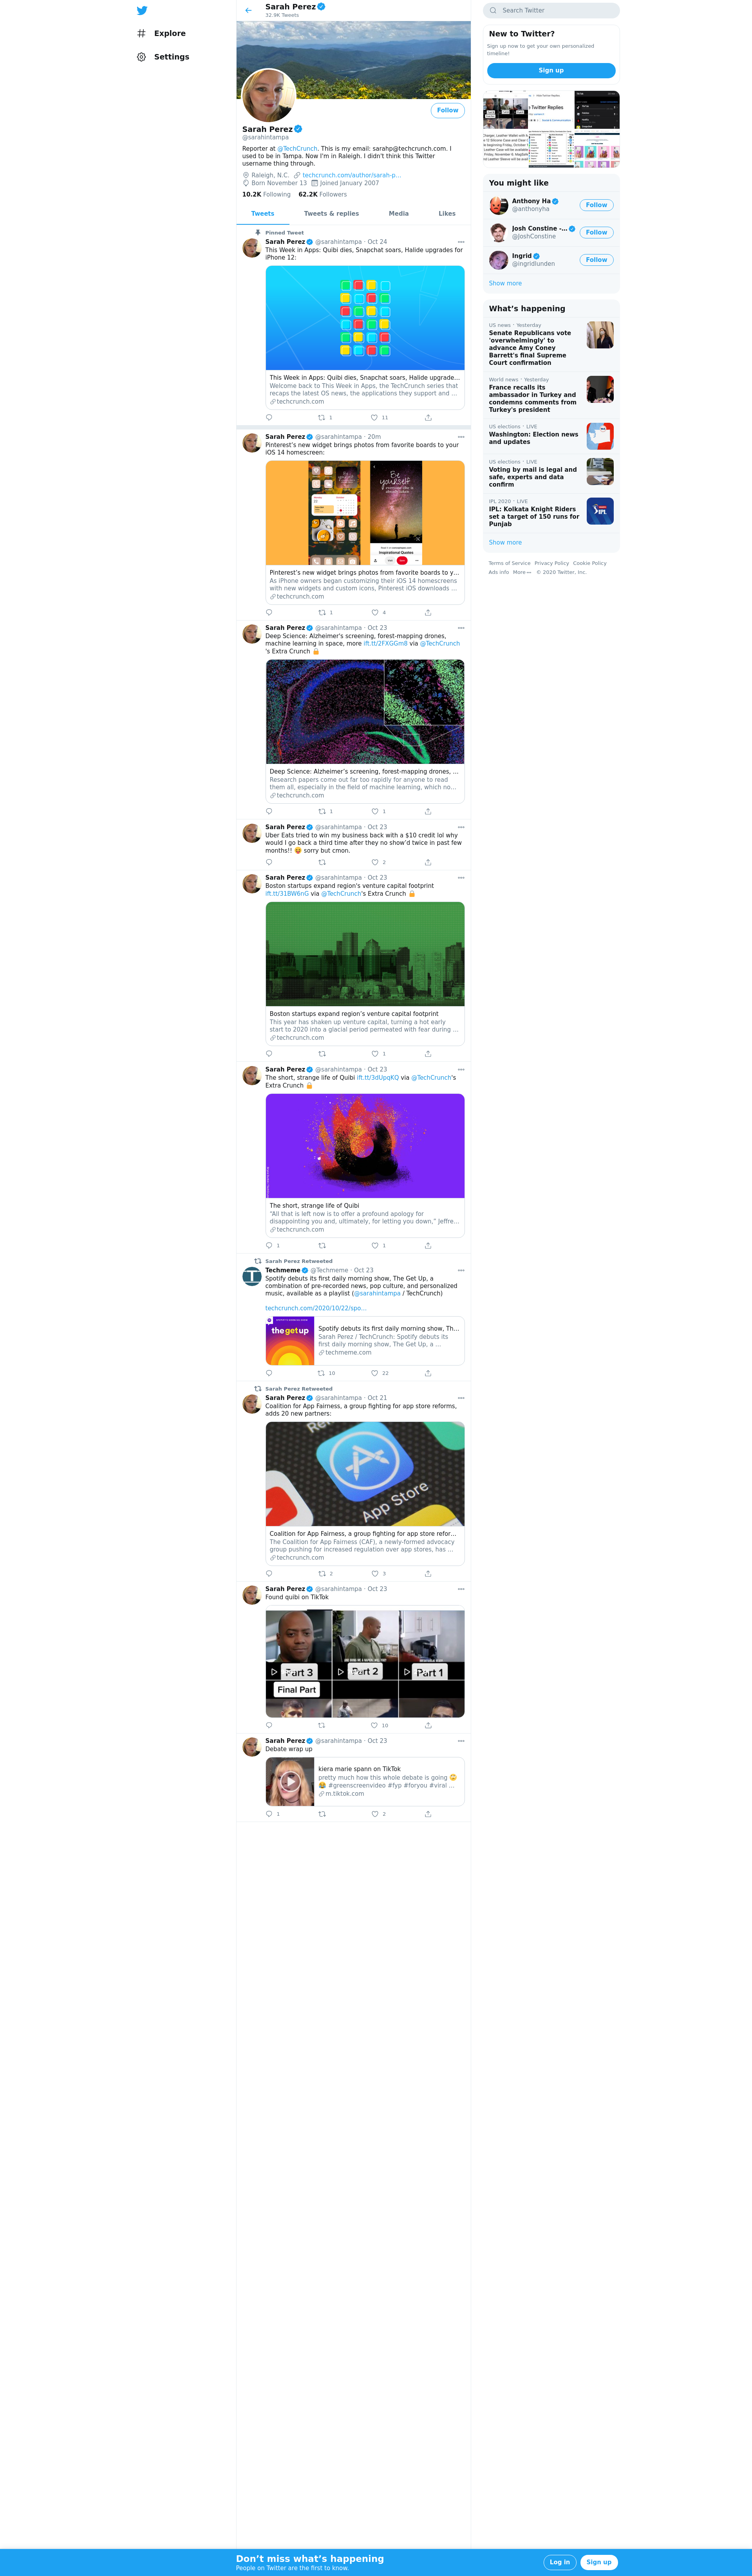 Explore
Settings
Sarah Perez
32.9K Tweets
Follow
Sarah Perez
@sarahintampa
Reporter at @TechCrunch. This is my email: sarahp@techcrunch.com. I
used to be in Tampa. Now I'm in Raleigh. I didn't think this Twitter
username thing through.
Raleigh, N.C. techcrunch.com/author/sarah-p…
Born November 13 Joined January 2007
10.2K Following 62.2K Followers
Tweets Tweets & replies Media Likes
Pinned Tweet
Sarah Perez @sarahintampa · Oct 24
This Week in Apps: Quibi dies, Snapchat soars, Halide upgrades for
iPhone 12:
This Week in Apps: Quibi dies, Snapchat soars, Halide upgrade…
Welcome back to This Week in Apps, the TechCrunch series that
recaps the latest OS news, the applications they support and …
techcrunch.com
1 11
Sarah Perez @sarahintampa · 20m
Pinterest's new widget brings photos from favorite boards to your
iOS 14 homescreen:
Be
yourself
Inspirational Quotes
Pinterest's new widget brings photos from favorite boards to y…
As iPhone owners began customizing their iOS 14 homescreens
with new widgets and custom icons, Pinterest iOS downloads …
techcrunch.com
1 4
Sarah Perez @sarahintampa · Oct 23
Deep Science: Alzheimer's screening, forest-mapping drones,
machine learning in space, more ift.tt/2FXGGm8 via @TechCrunch
's Extra Crunch 🔒
Deep Science: Alzheimer's screening, forest-mapping drones, …
Research papers come out far too rapidly for anyone to read
them all, especially in the field of machine learning, which no…
techcrunch.com
1 1
Sarah Perez @sarahintampa · Oct 23
Uber Eats tried to win my business back with a $10 credit lol why
would I go back a third time after they no show'd twice in past few
months!! 😝 sorry but cmon.
2
Sarah Perez @sarahintampa · Oct 23
Boston startups expand region's venture capital footprint
ift.tt/31BW6nG via @TechCrunch's Extra Crunch 🔒
Boston startups expand region's venture capital footprint
This year has shaken up venture capital, turning a hot early
start to 2020 into a glacial period permeated with fear during …
techcrunch.com
1
Sarah Perez @sarahintampa · Oct 23
The short, strange life of Quibi ift.tt/3dUpqKQ via @TechCrunch's
Extra Crunch 🔒
The short, strange life of Quibi
"All that is left now is to offer a profound apology for
disappointing you and, ultimately, for letting you down," Jeffre…
techcrunch.com
1 1
Sarah Perez Retweeted
Techmeme @Techmeme · Oct 23
Spotify debuts its first daily morning show, The Get Up, a
combination of pre-recorded news, pop culture, and personalized
music, available as a playlist (@sarahintampa / TechCrunch)
techcrunch.com/2020/10/22/spo…
the get up
Spotify debuts its first daily morning show, Th…
Sarah Perez / TechCrunch: Spotify debuts its
first daily morning show, The Get Up, a …
techmeme.com
10 22
Sarah Perez Retweeted
Sarah Perez @sarahintampa · Oct 21
Coalition for App Fairness, a group fighting for app store reforms,
adds 20 new partners:
App Store
Coalition for App Fairness, a group fighting for app store refor…
The Coalition for App Fairness (CAF), a newly-formed advocacy
group pushing for increased regulation over app stores, has …
techcrunch.com
2 3
Sarah Perez @sarahintampa · Oct 23
Found quibi on TikTok
Part 3 Part 2 Part 1
Final Part
10
Sarah Perez @sarahintampa · Oct 23
Debate wrap up
kiera marie spann on TikTok
pretty much how this whole debate is going 🙄
😂 #greenscreenvideo #fyp #foryou #viral …
m.tiktok.com
1 2
Search Twitter
New to Twitter?
Sign up now to get your own personalized
timeline!
Sign up
Twitter Replies
You might like
Anthony Ha
@anthonyha
Follow
Josh Constine -…
@JoshConstine
Follow
Ingrid
@ingridlunden
Follow
Show more
What's happening
US news · Yesterday
Senate Republicans vote
'overwhelmingly' to
advance Amy Coney
Barrett's final Supreme
Court confirmation
World news · Yesterday
France recalls its
ambassador in Turkey and
condemns comments from
Turkey's president
US elections · LIVE
Washington: Election news
and updates
US elections · LIVE
Voting by mail is legal and
safe, experts and data
confirm
IPL 2020 · LIVE
IPL: Kolkata Knight Riders
set a target of 150 runs for
Punjab
IPL
Show more
Terms of Service Privacy Policy Cookie Policy
Ads info More © 2020 Twitter, Inc.
Don't miss what's happening
People on Twitter are the first to know.
Log in Sign up